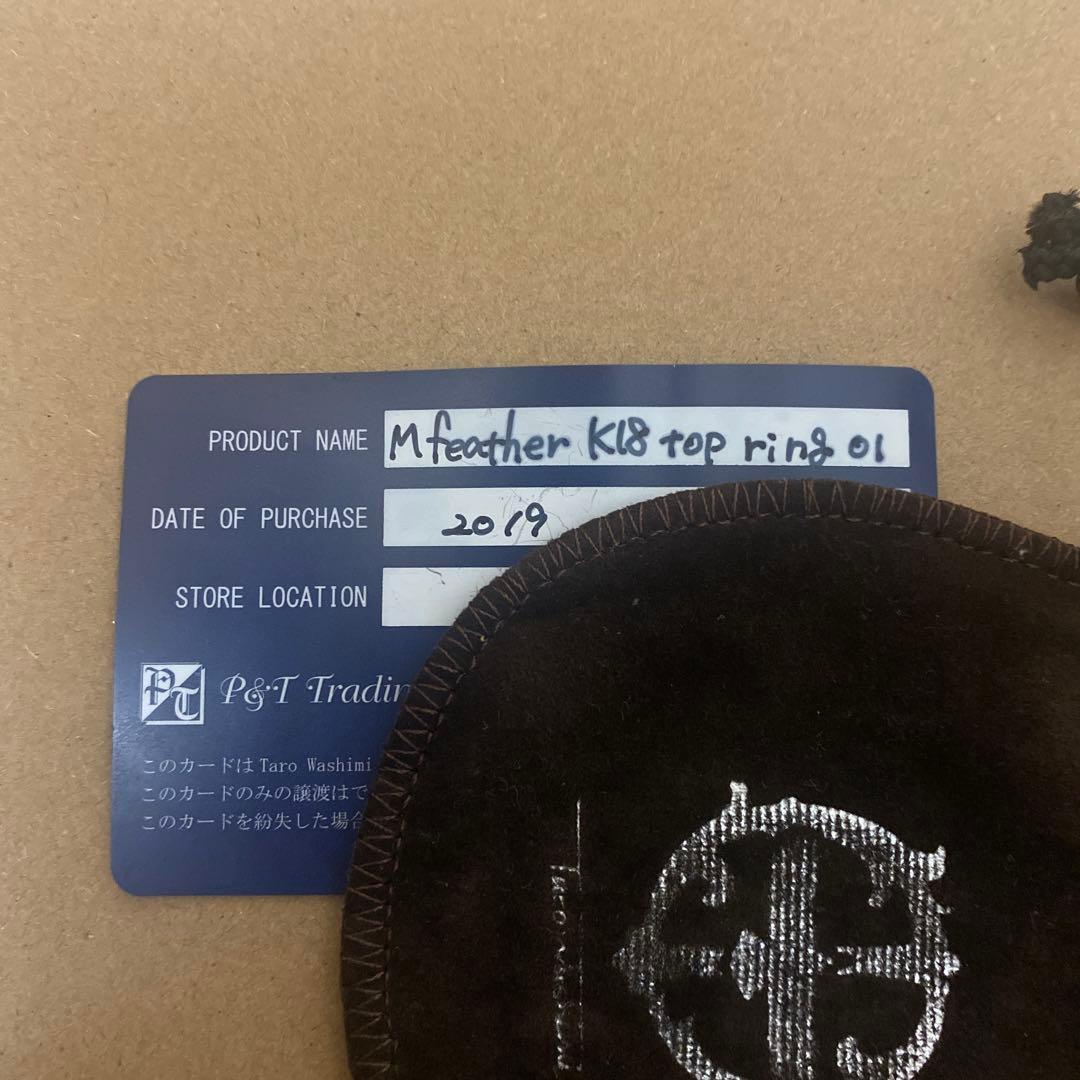 PRODUCT NAME M feather K18 top ring 01
DATE OF PURCHASE 2019
STORE LOCATION
PT P&T Tradin
このカードはTaro Washimi
このカードのみの譲渡はで
このカードを紛失した場合